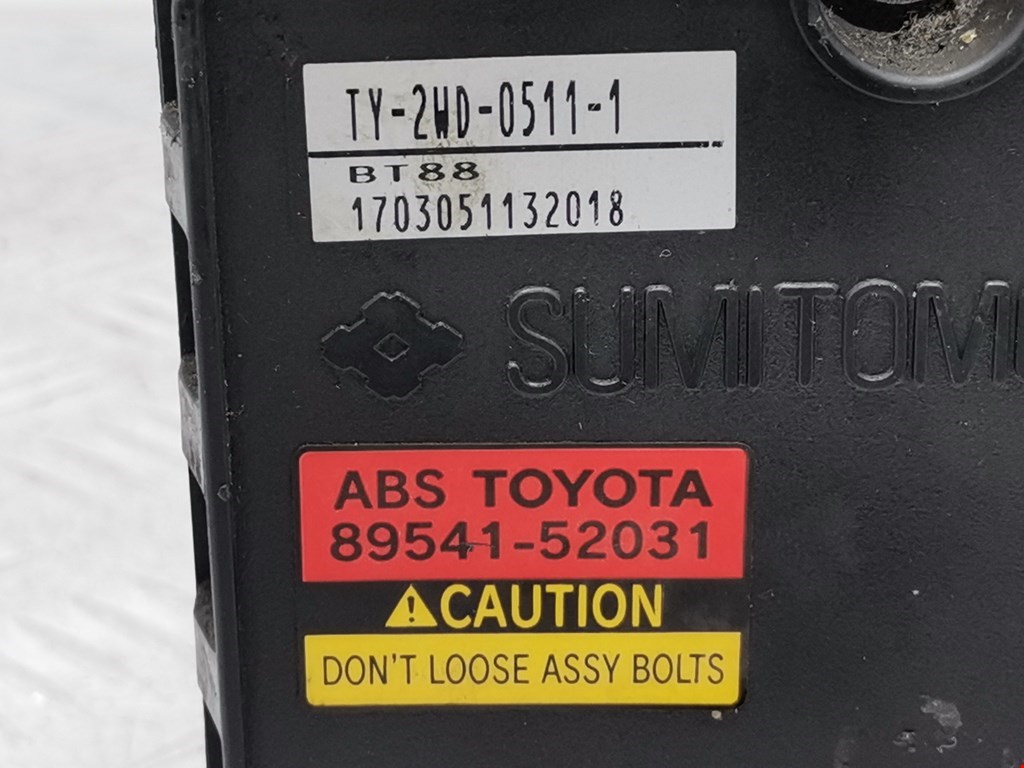 TY-2WD-0511-1
BT88
1703051132018
SUMITOMO
ABS TOYOTA
89541-52031
CAUTION
DON'T LOOSE ASSY BOLTS